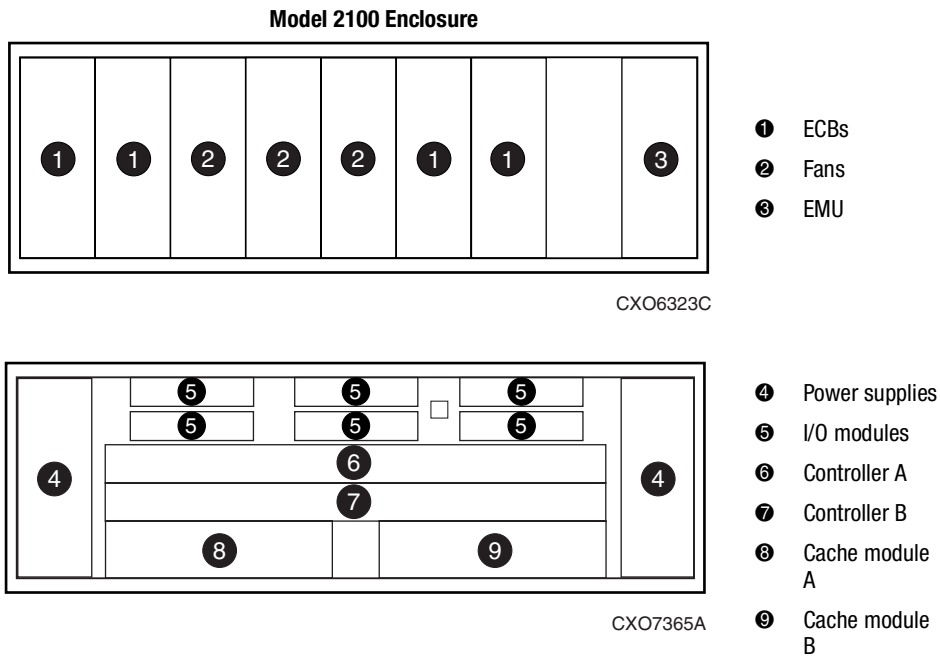 Model 2100 Enclosure
1 1 2 2 2 1 1 3
❶ ECBs
❷ Fans
❸ EMU
CXO6323C
5 5 5
5 5 5
6
4 4
7
8 9
❹ Power supplies
❺ I/O modules
❻ Controller A
❼ Controller B
❽ Cache module
A
❾ Cache module
B
CXO7365A